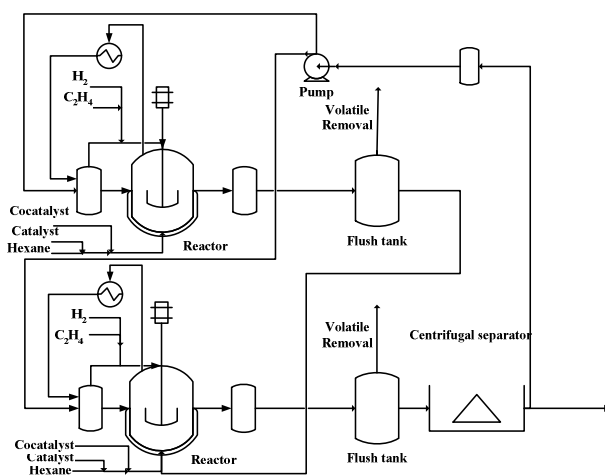 H2
C2H4
Pump
Volatile
Removal
Cocatalyst
Catalyst
Hexane
Reactor
Flush tank
H2
C2H4
Volatile
Removal
Centrifugal separator
Cocatalyst
Catalyst
Hexane
Reactor
Flush tank